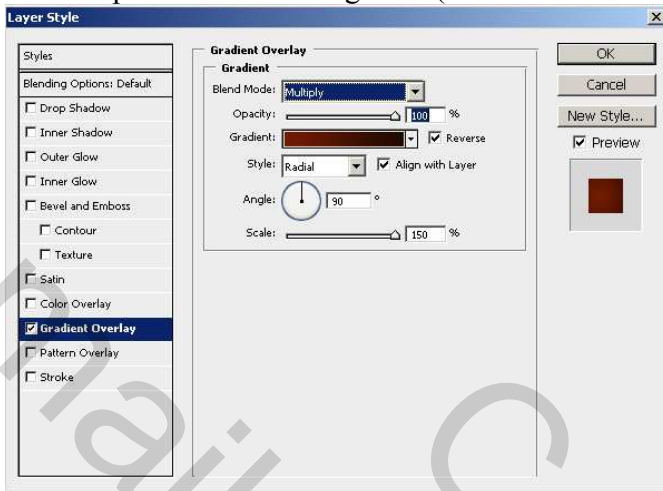 Layer Style
Styles
Blending Options: Default
Drop Shadow
Inner Shadow
Outer Glow
Inner Glow
Bevel and Emboss
Contour
Texture
Satin
Color Overlay
Gradient Overlay
Pattern Overlay
Stroke
Gradient Overlay
Gradient
Blend Mode: Multiply
Opacity: 100 %
Gradient: Reverse
Style: Radial Align with Layer
Angle: 90 °
Scale: 150 %
OK
Cancel
New Style...
Preview